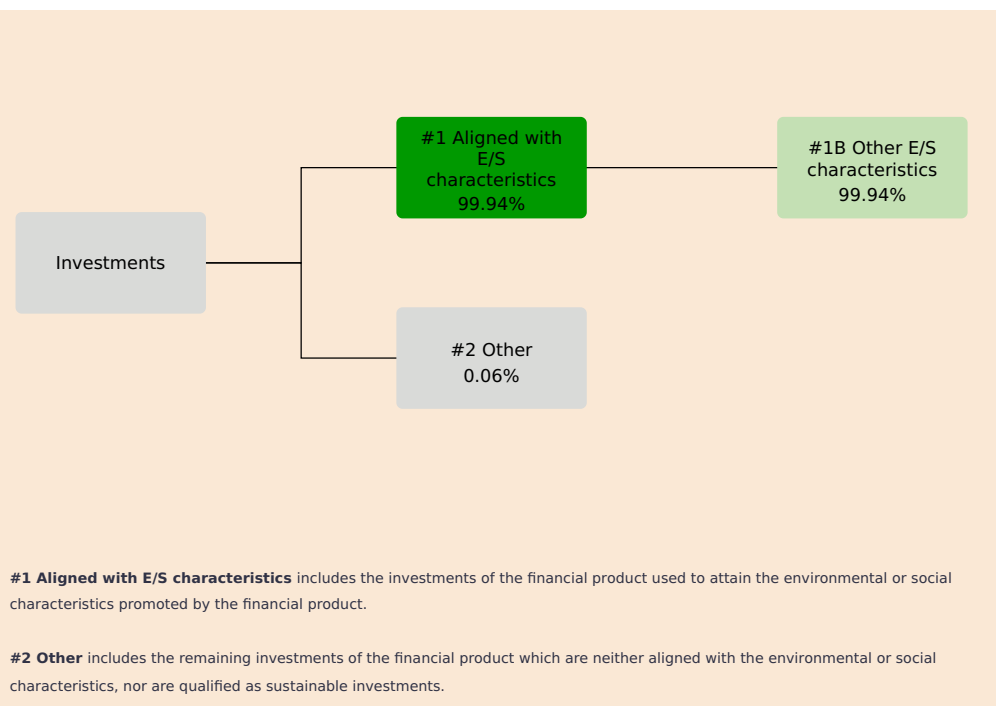 #1 Aligned with
E/S
characteristics
99.94%
#1B Other E/S
characteristics
99.94%
Investments
#2 Other
0.06%
#1 Aligned with E/S characteristics includes the investments of the financial product used to attain the environmental or social
characteristics promoted by the financial product.
#2 Other includes the remaining investments of the financial product which are neither aligned with the environmental or social
characteristics, nor are qualified as sustainable investments.